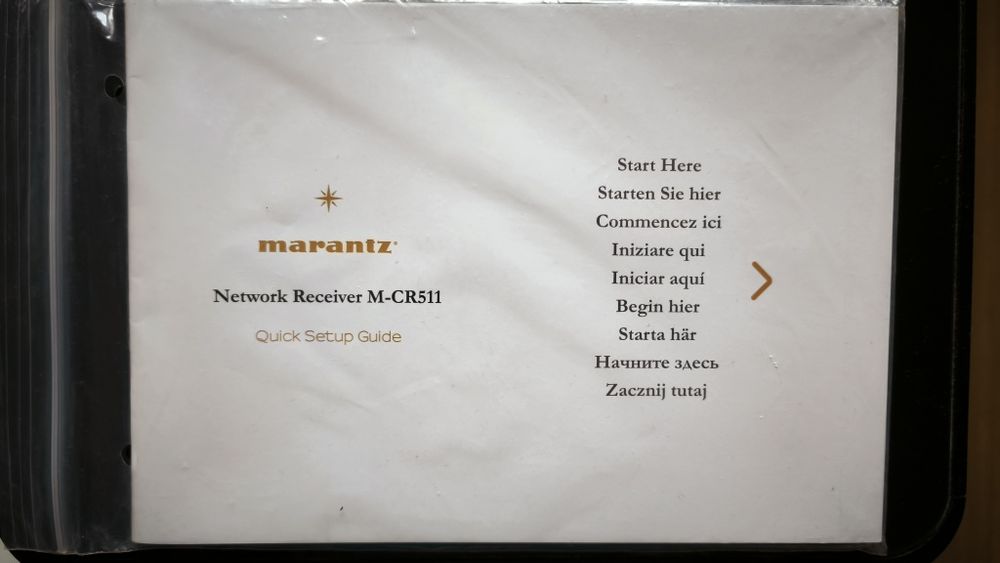 marantz
Network Receiver M-CR511
Quick Setup Guide
Start Here
Starten Sie hier
Commencez ici
Iniziare qui
Iniciar aquí
Begin hier
Starta här
Начните здесь
Zacznij tutaj